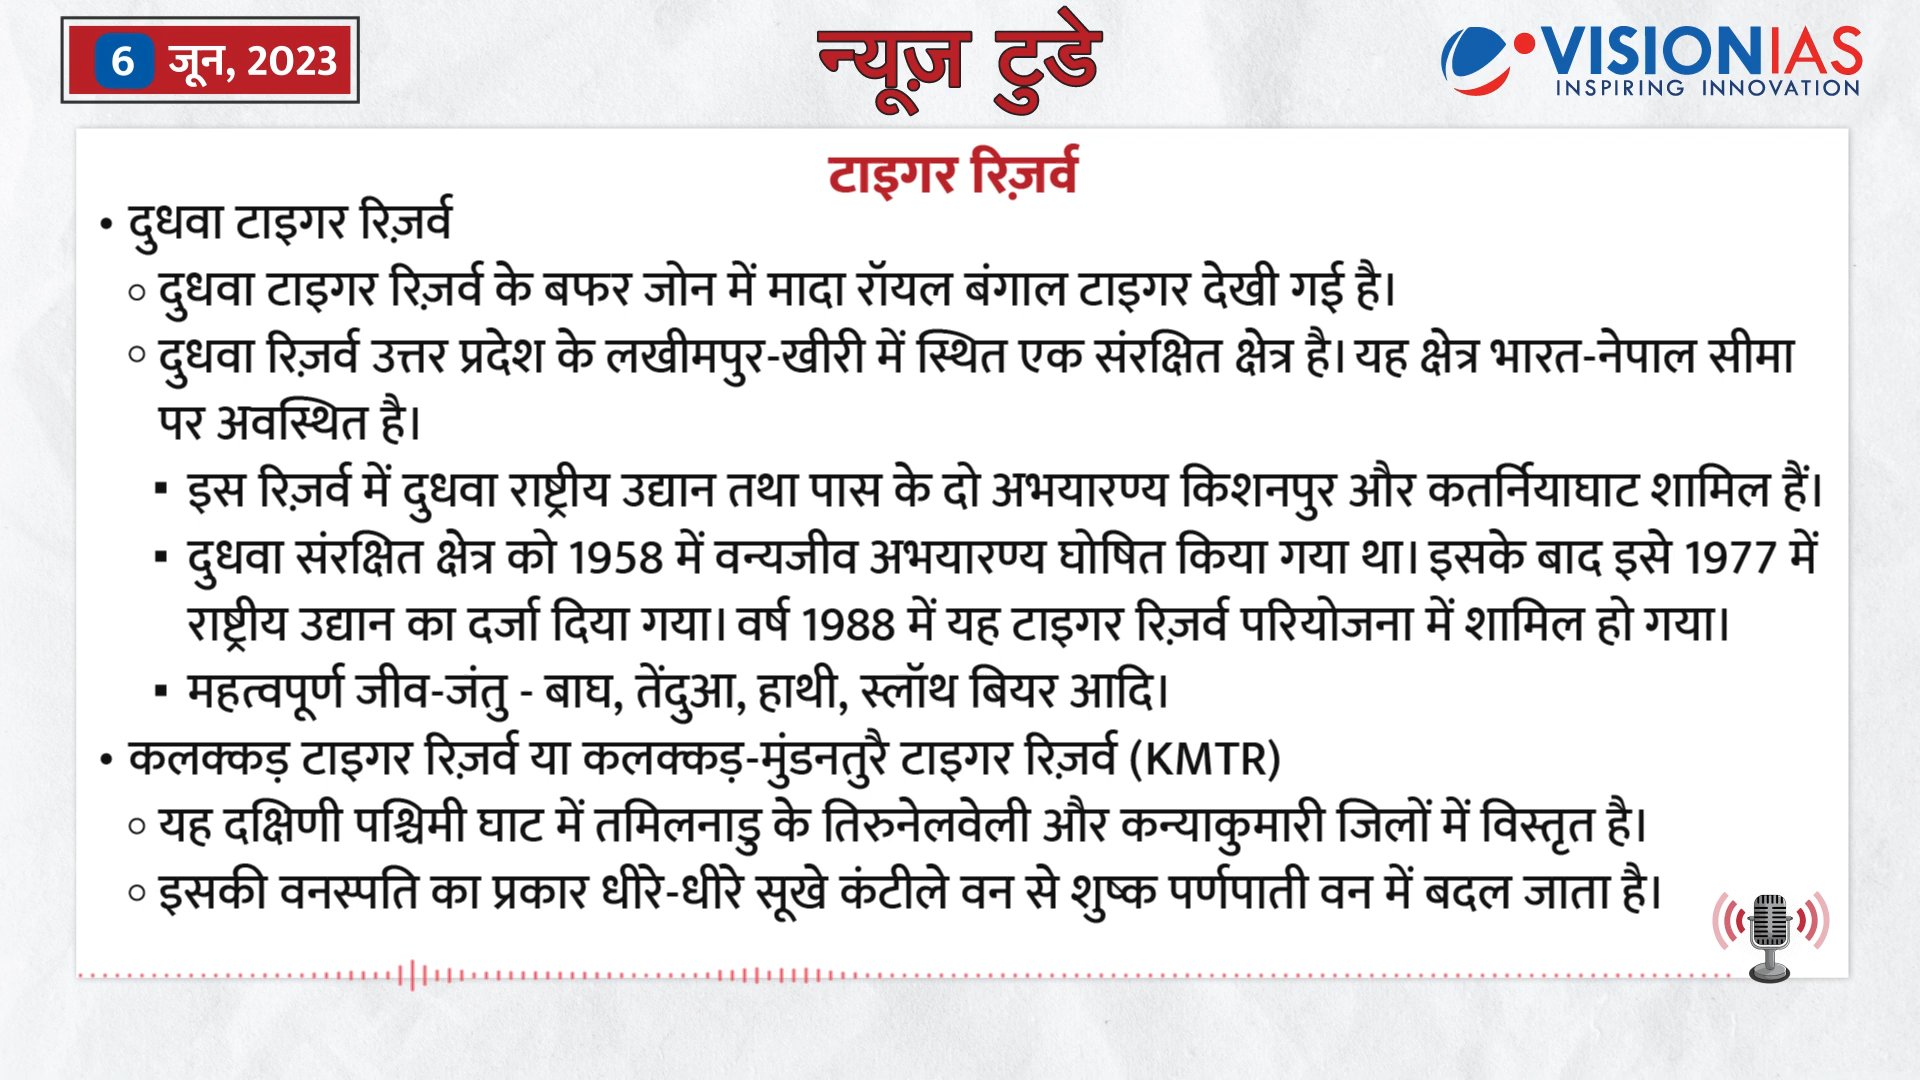 6 जून, 2023
न्यूज़ टुडे
VISIONIAS
INSPIRING INNOVATION
टाइगर रिज़र्व
• दुधवा टाइगर रिज़र्व
○ दुधवा टाइगर रिज़र्व के बफर जोन में मादा रॉयल बंगाल टाइगर देखी गई है।
○ दुधवा रिज़र्व उत्तर प्रदेश के लखीमपुर-खीरी में स्थित एक संरक्षित क्षेत्र है। यह क्षेत्र भारत-नेपाल सीमा
पर अवस्थित है।
▪ इस रिज़र्व में दुधवा राष्ट्रीय उद्यान तथा पास के दो अभयारण्य किशनपुर और कतर्नियाघाट शामिल हैं।
▪ दुधवा संरक्षित क्षेत्र को 1958 में वन्यजीव अभयारण्य घोषित किया गया था। इसके बाद इसे 1977 में
राष्ट्रीय उद्यान का दर्जा दिया गया। वर्ष 1988 में यह टाइगर रिज़र्व परियोजना में शामिल हो गया।
▪ महत्वपूर्ण जीव-जंतु - बाघ, तेंदुआ, हाथी, स्लॉथ बियर आदि।
• कलक्कड़ टाइगर रिज़र्व या कलक्कड़-मुंडनतुरै टाइगर रिज़र्व (KMTR)
○ यह दक्षिणी पश्चिमी घाट में तमिलनाडु के तिरुनेलवेली और कन्याकुमारी जिलों में विस्तृत है।
○ इसकी वनस्पति का प्रकार धीरे-धीरे सूखे कंटीले वन से शुष्क पर्णपाती वन में बदल जाता है।